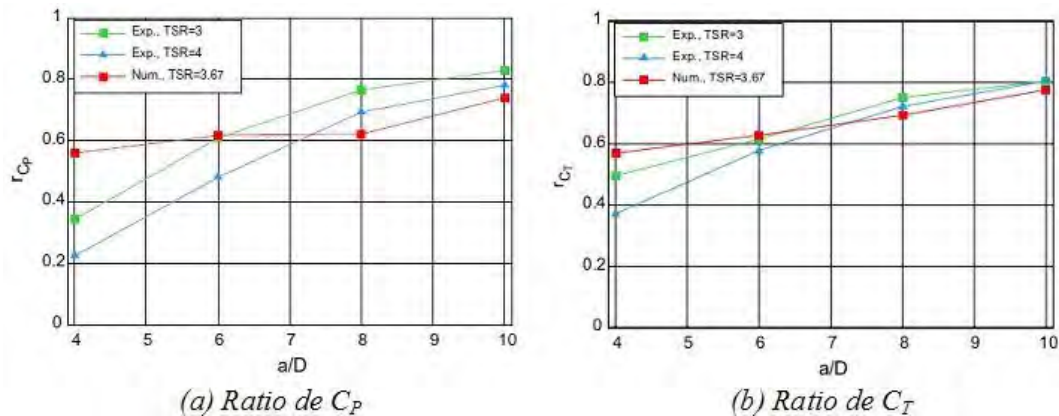 1
0.8
0.6
0.4
0.2
0
r_CP
Exp., TSR=3
Exp., TSR=4
Num., TSR=3.67
4 5 6 7 8 9 10
a/D
(a) Ratio de C_P
1
0.8
0.6
0.4
0.2
0
r_CT
Exp., TSR=3
Exp., TSR=4
Num., TSR=3.67
4 5 6 7 8 9 10
a/D
(b) Ratio de C_T